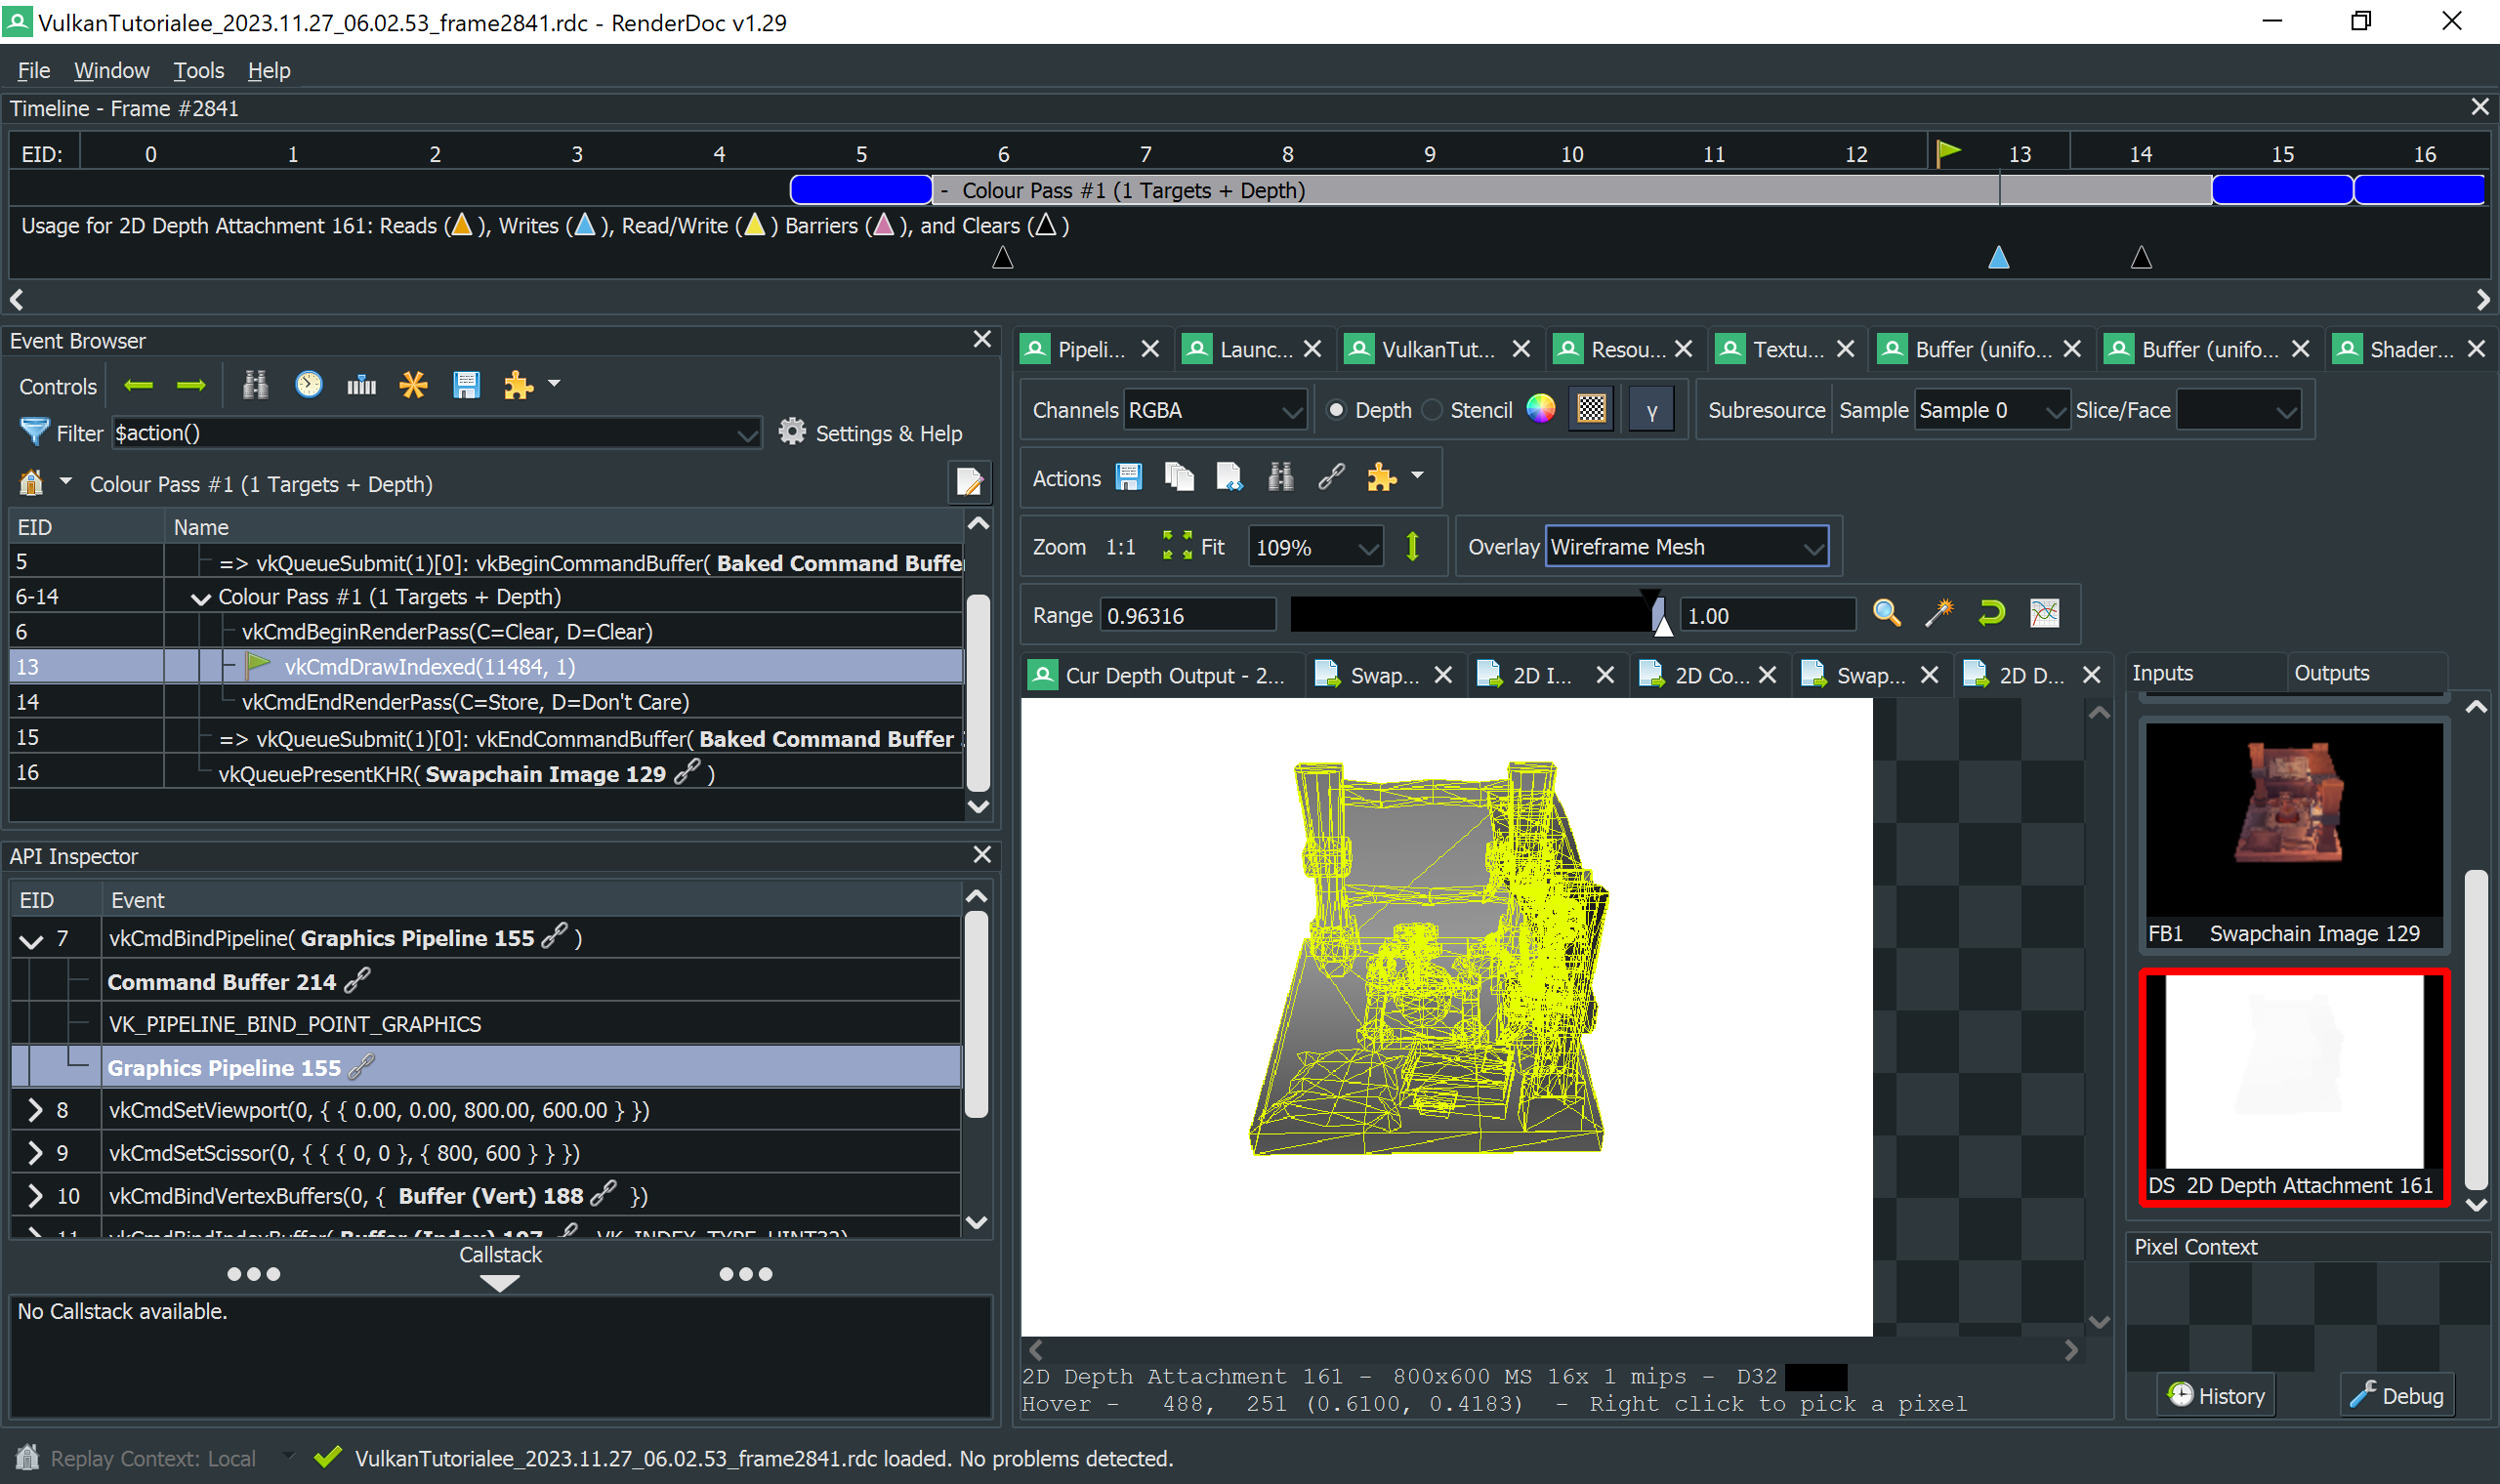 VulkanTutorialee_2023.11.27_06.02.53_frame2841.rdc - RenderDoc v1.29
File Window Tools Help
Timeline - Frame #2841
EID: 0 1 2 3 4 5 6 7 8 9 10 11 12 13 14 15 16
- Colour Pass #1 (1 Targets + Depth)
Usage for 2D Depth Attachment 161: Reads ( ), Writes ( ), Read/Write ( ) Barriers ( ), and Clears ( )
Event Browser
Controls
Filter $action() Settings & Help
Colour Pass #1 (1 Targets + Depth)
EID Name
5 => vkQueueSubmit(1)[0]: vkBeginCommandBuffer( Baked Command Buffe
6-14 Colour Pass #1 (1 Targets + Depth)
6 vkCmdBeginRenderPass(C=Clear, D=Clear)
13 vkCmdDrawIndexed(11484, 1)
14 vkCmdEndRenderPass(C=Store, D=Don't Care)
15 => vkQueueSubmit(1)[0]: vkEndCommandBuffer( Baked Command Buffer
16 vkQueuePresentKHR( Swapchain Image 129 )
API Inspector
EID Event
7 vkCmdBindPipeline( Graphics Pipeline 155 )
Command Buffer 214
VK_PIPELINE_BIND_POINT_GRAPHICS
Graphics Pipeline 155
8 vkCmdSetViewport(0, { { 0.00, 0.00, 800.00, 600.00 } })
9 vkCmdSetScissor(0, { { { 0, 0 }, { 800, 600 } } })
10 vkCmdBindVertexBuffers(0, { Buffer (Vert) 188 })
11 vkCmdBindIndexBuffer( Buffer (Index) 197 , VK_INDEX_TYPE_UINT32)
Callstack
No Callstack available.
Pipeli... Launc... VulkanTut... Resou... Textu... Buffer (unifo... Buffer (unifo... Shader...
Channels RGBA Depth Stencil γ Subresource Sample Sample 0 Slice/Face
Actions
Zoom 1:1 Fit 109% Overlay Wireframe Mesh
Range 0.96316 1.00
Cur Depth Output - 2... Swap... 2D I... 2D Co... Swap... 2D D...
Inputs Outputs
FB1 Swapchain Image 129
DS 2D Depth Attachment 161
Pixel Context
History Debug
2D Depth Attachment 161 - 800x600 MS 16x 1 mips - D32
Hover - 488, 251 (0.6100, 0.4183) - Right click to pick a pixel
Replay Context: Local VulkanTutorialee_2023.11.27_06.02.53_frame2841.rdc loaded. No problems detected.